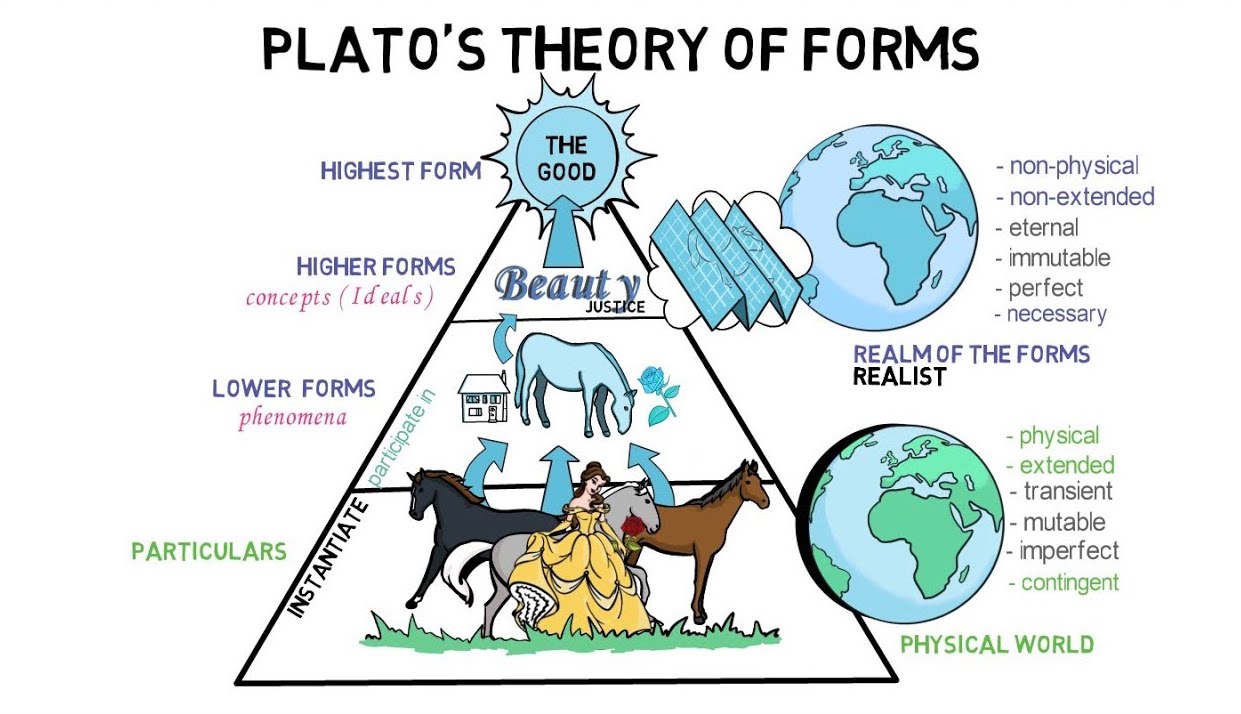 PLATO'S THEORY OF FORMS
THE
GOOD
HIGHEST FORM
HIGHER FORMS
concepts (Ideals)
Beauty
JUSTICE
LOWER FORMS
phenomena
participate in
INSTANTIATE
PARTICULARS
- non-physical
- non-extended
- eternal
- immutable
- perfect
- necessary
REALM OF THE FORMS
REALIST
- physical
- extended
- transient
- mutable
- imperfect
- contingent
PHYSICAL WORLD